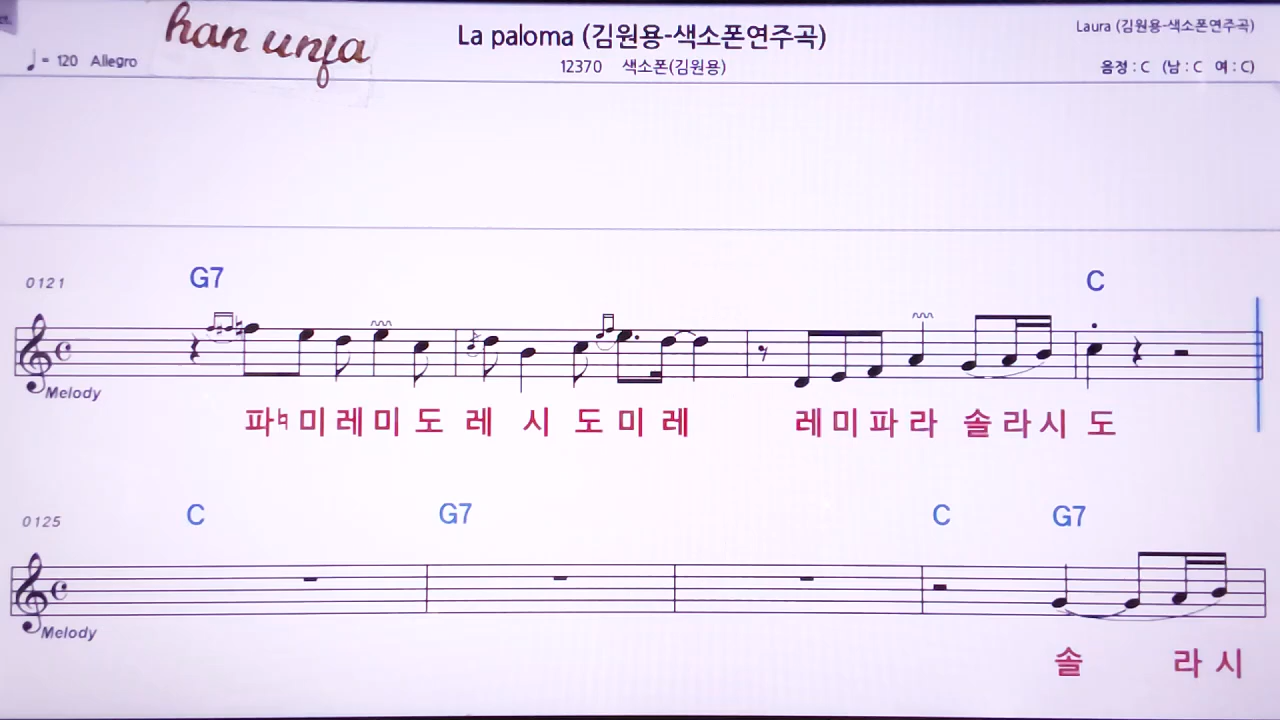 han unfa
La paloma (김원용-색소폰연주곡)
Laura (김원용-색소폰연주곡)
♩= 120 Allegro
12370 색소폰(김원용)
음정 : C (남 : C 여 : C)
0121
G7 C
Melody
파♮ 미 레 미 도 레 시 도 미 레 레 미 파 라 솔 라 시 도
0125
C G7 C G7
Melody
솔 라 시